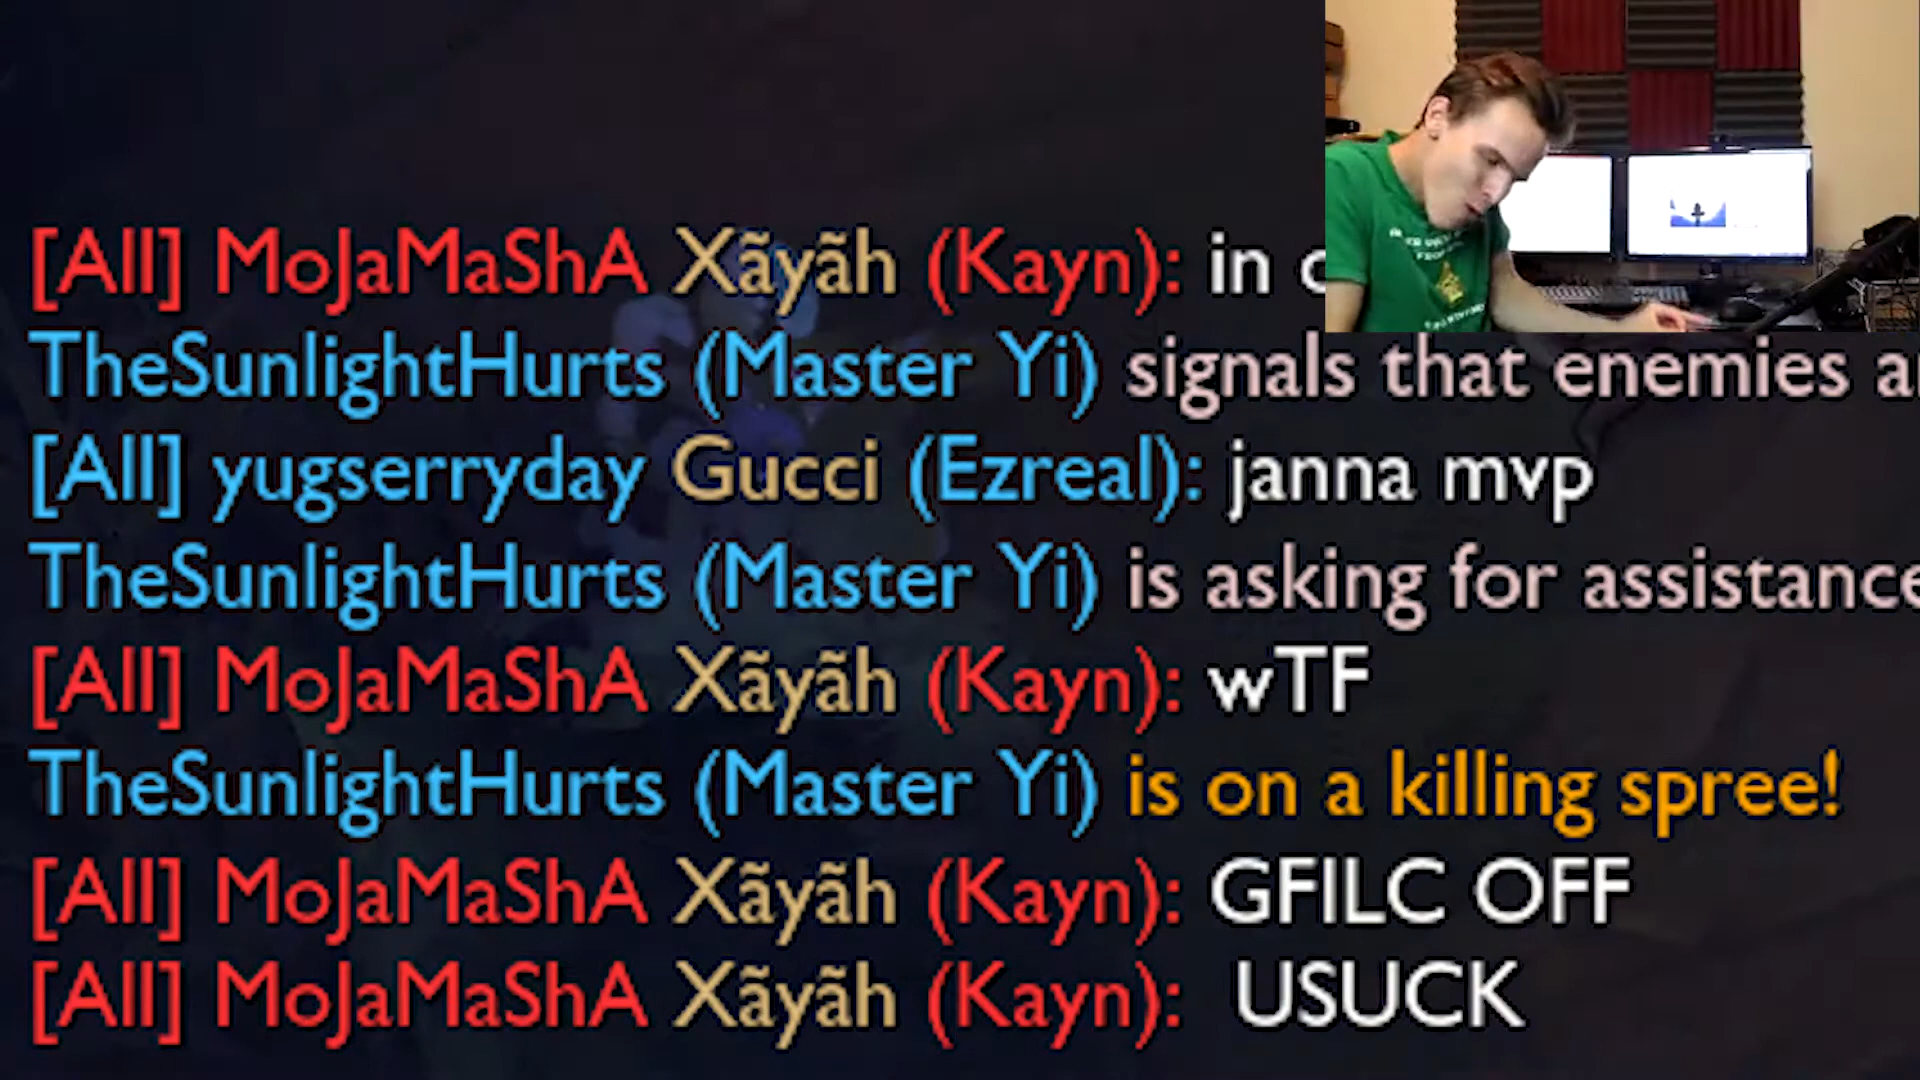 [All] MoJaMaShA Xãyãh (Kayn): in
TheSunlightHurts (Master Yi) signals that enemies
[All] yugserryday Gucci (Ezreal): janna mvp
TheSunlightHurts (Master Yi) is asking for assistance
[All] MoJaMaShA Xãyãh (Kayn): wTF
TheSunlightHurts (Master Yi) is on a killing spree!
[All] MoJaMaShA Xãyãh (Kayn): GFILC OFF
[All] MoJaMaShA Xãyãh (Kayn): USUCK